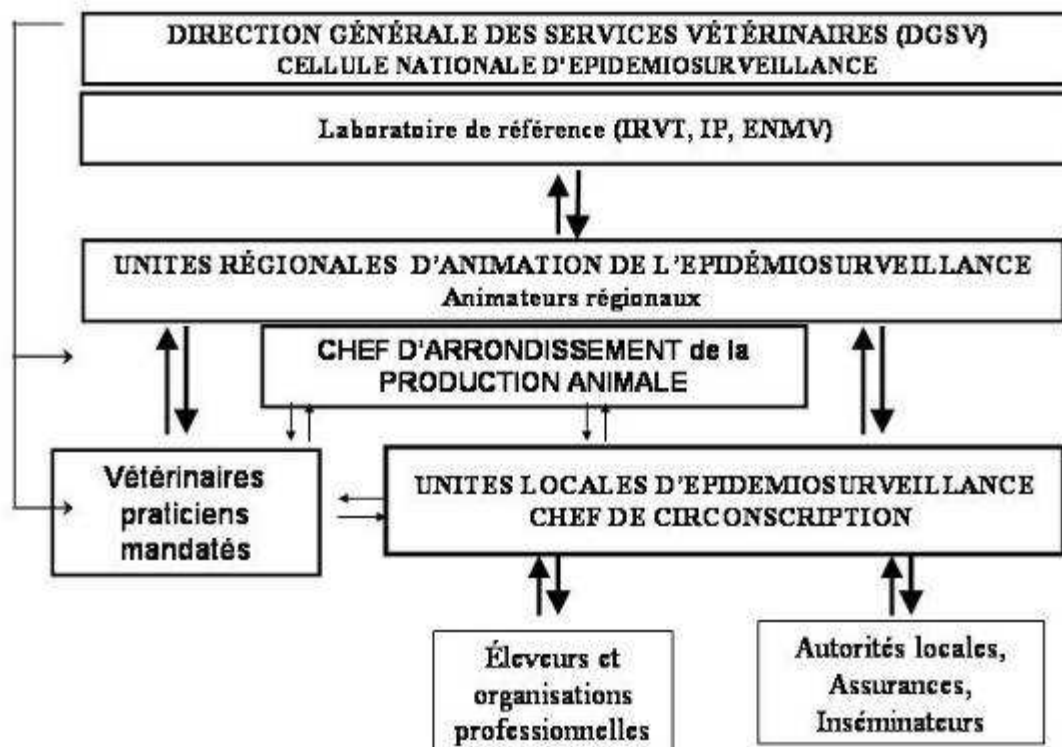 DIRECTION GÉNÉRALE DES SERVICES VÉTÉRINAIRES (DGSV)
CELLULE NATIONALE D'EPIDEMIOSURVEILLANCE
Laboratoire de référence (IRVT, IP, ENMV)
UNITES RÉGIONALES D'ANIMATION DE L'EPIDÉMIOSURVEILLANCE
Animateurs régionaux
CHEF D'ARRONDISSEMENT de la
PRODUCTION ANIMALE
Vétérinaires
praticiens
mandatés
UNITES LOCALES D'EPIDEMIOSURVEILLANCE
CHEF DE CIRCONSCRIPTION
Éleveurs et
organisations
professionnelles
Autorités locales,
Assurances,
Inséminateurs